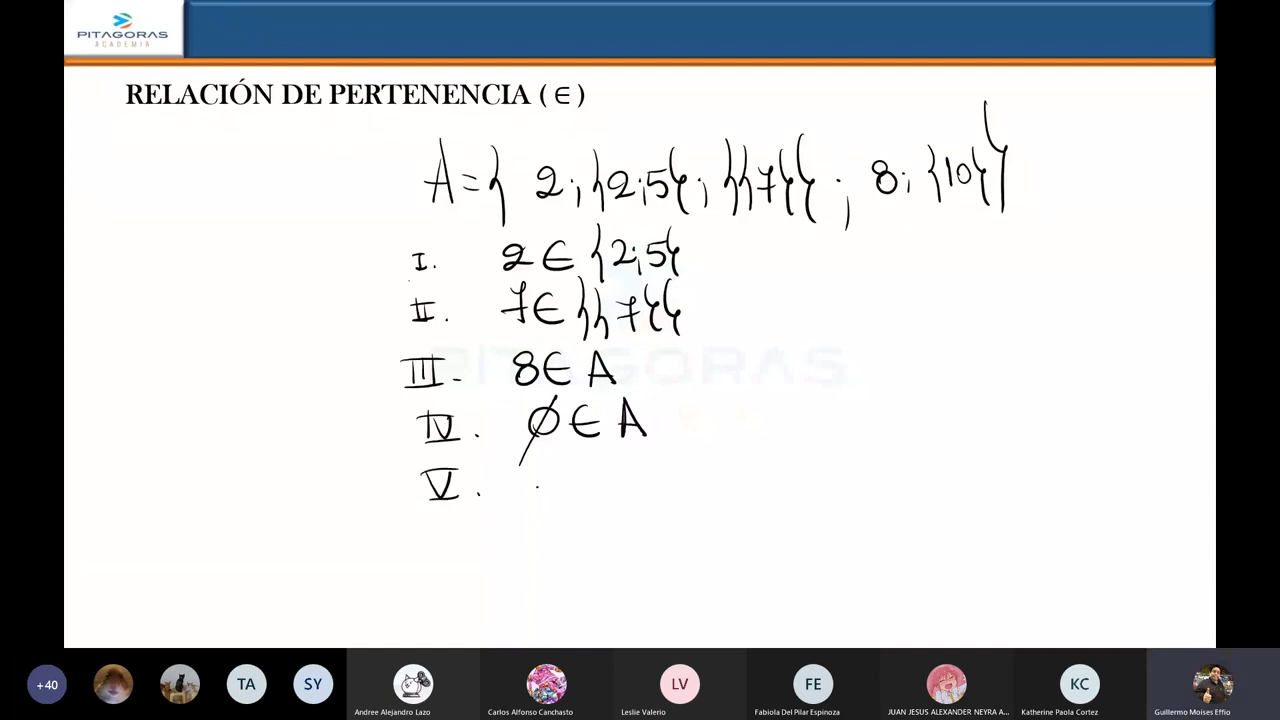 PITAGORAS
ACADEMIA
RELACIÓN DE PERTENENCIA ( ∈ )
A = { 2; {2;5}; {{7}}; 8; {10}}
I. 2 ∈ {2;5}
II. 7 ∈ {{7}}
III. 8 ∈ A
IV. ∅ ∈ A
V.
PITAGORAS
+40
TA
SY
Andree Alejandro Lazo
Carlos Alfonso Canchasto
LV
Leslie Valerio
FE
Fabiola Del Pilar Espinoza
JUAN JESUS ALEXANDER NEYRA A...
KC
Katherine Paola Cortez
Guillermo Moises Effio